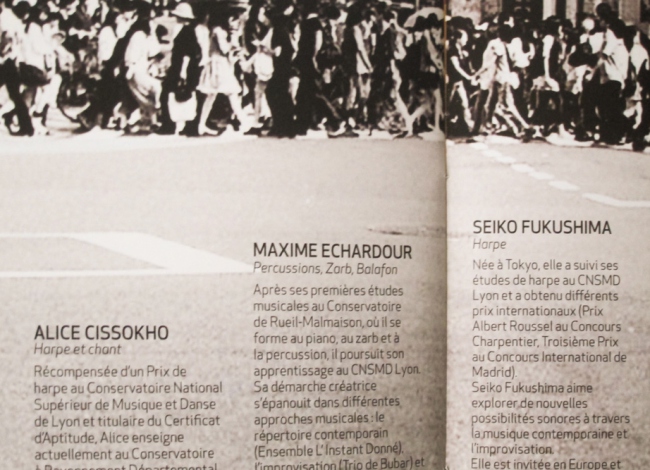 ALICE CISSOKHO
Harpe et chant
Récompensée d'un Prix de
harpe au Conservatoire National
Supérieur de Musique et Danse
de Lyon et titulaire du Certificat
d'Aptitude, Alice enseigne
actuellement au Conservatoire
à Rayonnement Départemental
MAXIME ECHARDOUR
Percussions, Zarb, Balafon
Après ses premières études
musicales au Conservatoire
de Rueil-Malmaison, où il se
forme au piano, au zarb et à
la percussion, il poursuit son
apprentissage au CNSMD Lyon.
Sa démarche créatrice
s'épanouit dans différentes
approches musicales : le
répertoire contemporain
(Ensemble L'Instant Donné),
l'improvisation (Trio de Bubar) et
SEIKO FUKUSHIMA
Harpe
Née à Tokyo, elle a suivi ses
études de harpe au CNSMD
Lyon et a obtenu différents
prix internationaux (Prix
Albert Roussel au Concours
Charpentier, Troisième Prix
au Concours International de
Madrid).
Seiko Fukushima aime
explorer de nouvelles
possibilités sonores à travers
la musique contemporaine et
l'improvisation.
Elle est invitée en Europe et